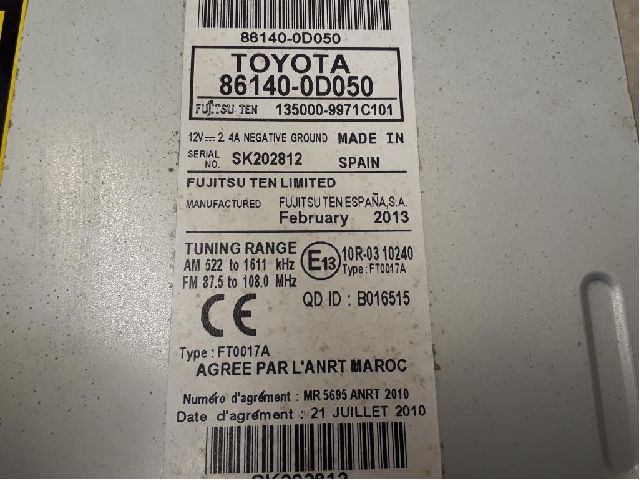 86140-0D050
TOYOTA
86140-0D050
FUJITSU TEN 135000-9971C101
12V⎓2.4A NEGATIVE GROUND MADE IN
SERIAL NO. SK202812 SPAIN
FUJITSU TEN LIMITED
MANUFACTURED FUJITSU TEN ESPAÑA,S.A.
February 2013
TUNING RANGE
AM 522 to 1611 kHz
FM 87.5 to 108.0 MHz
E13 10R-03 10240
Type:FT0017A
QD ID : B016515
CE
Type : FT0017A
AGREE PAR L'ANRT MAROC
Numéro d'agrément : MR 5695 ANRT 2010
Date d'agrément : 21 JUILLET 2010
SK202812